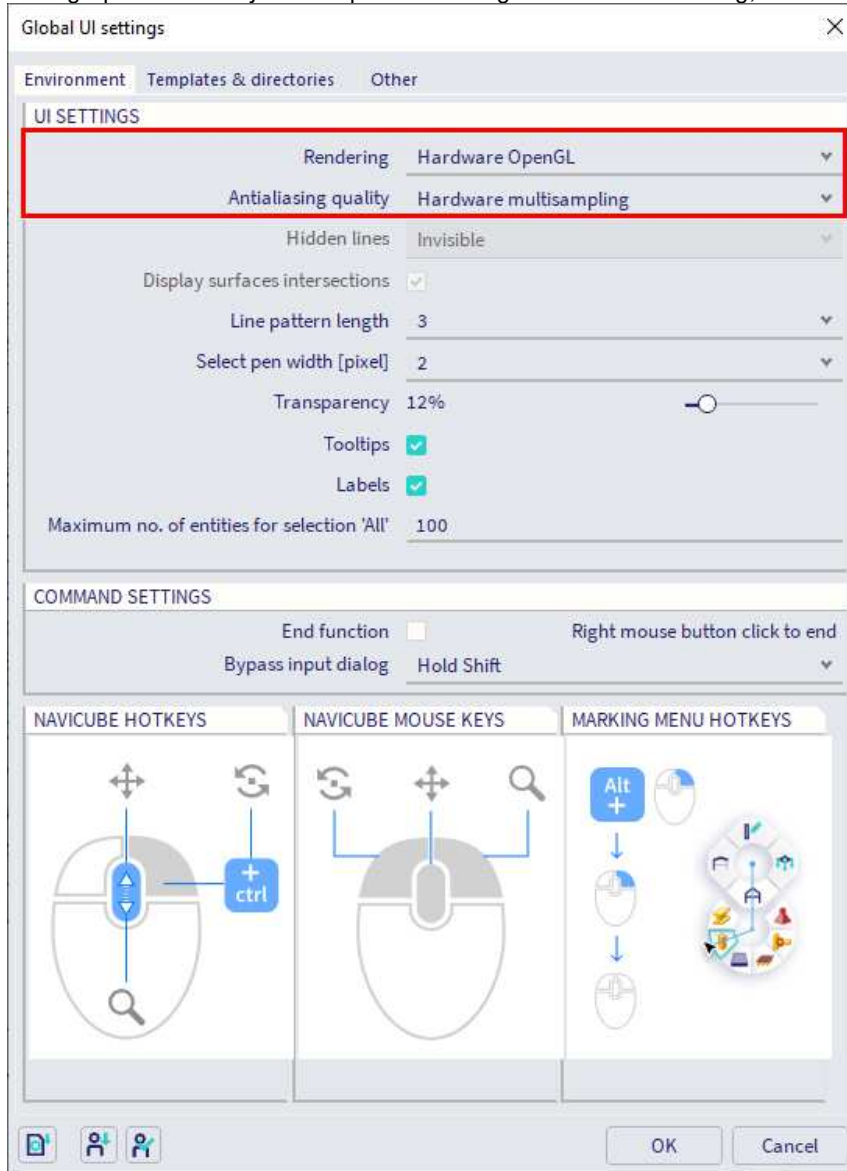 Global UI settings
Environment Templates & directories Other
UI SETTINGS
Rendering Hardware OpenGL
Antialiasing quality Hardware multisampling
Hidden lines Invisible
Display surfaces intersections
Line pattern length 3
Select pen width [pixel] 2
Transparency 12%
Tooltips
Labels
Maximum no. of entities for selection 'All' 100
COMMAND SETTINGS
End function Right mouse button click to end
Bypass input dialog Hold Shift
NAVICUBE HOTKEYS NAVICUBE MOUSE KEYS MARKING MENU HOTKEYS
Alt
+
+
ctrl
OK Cancel